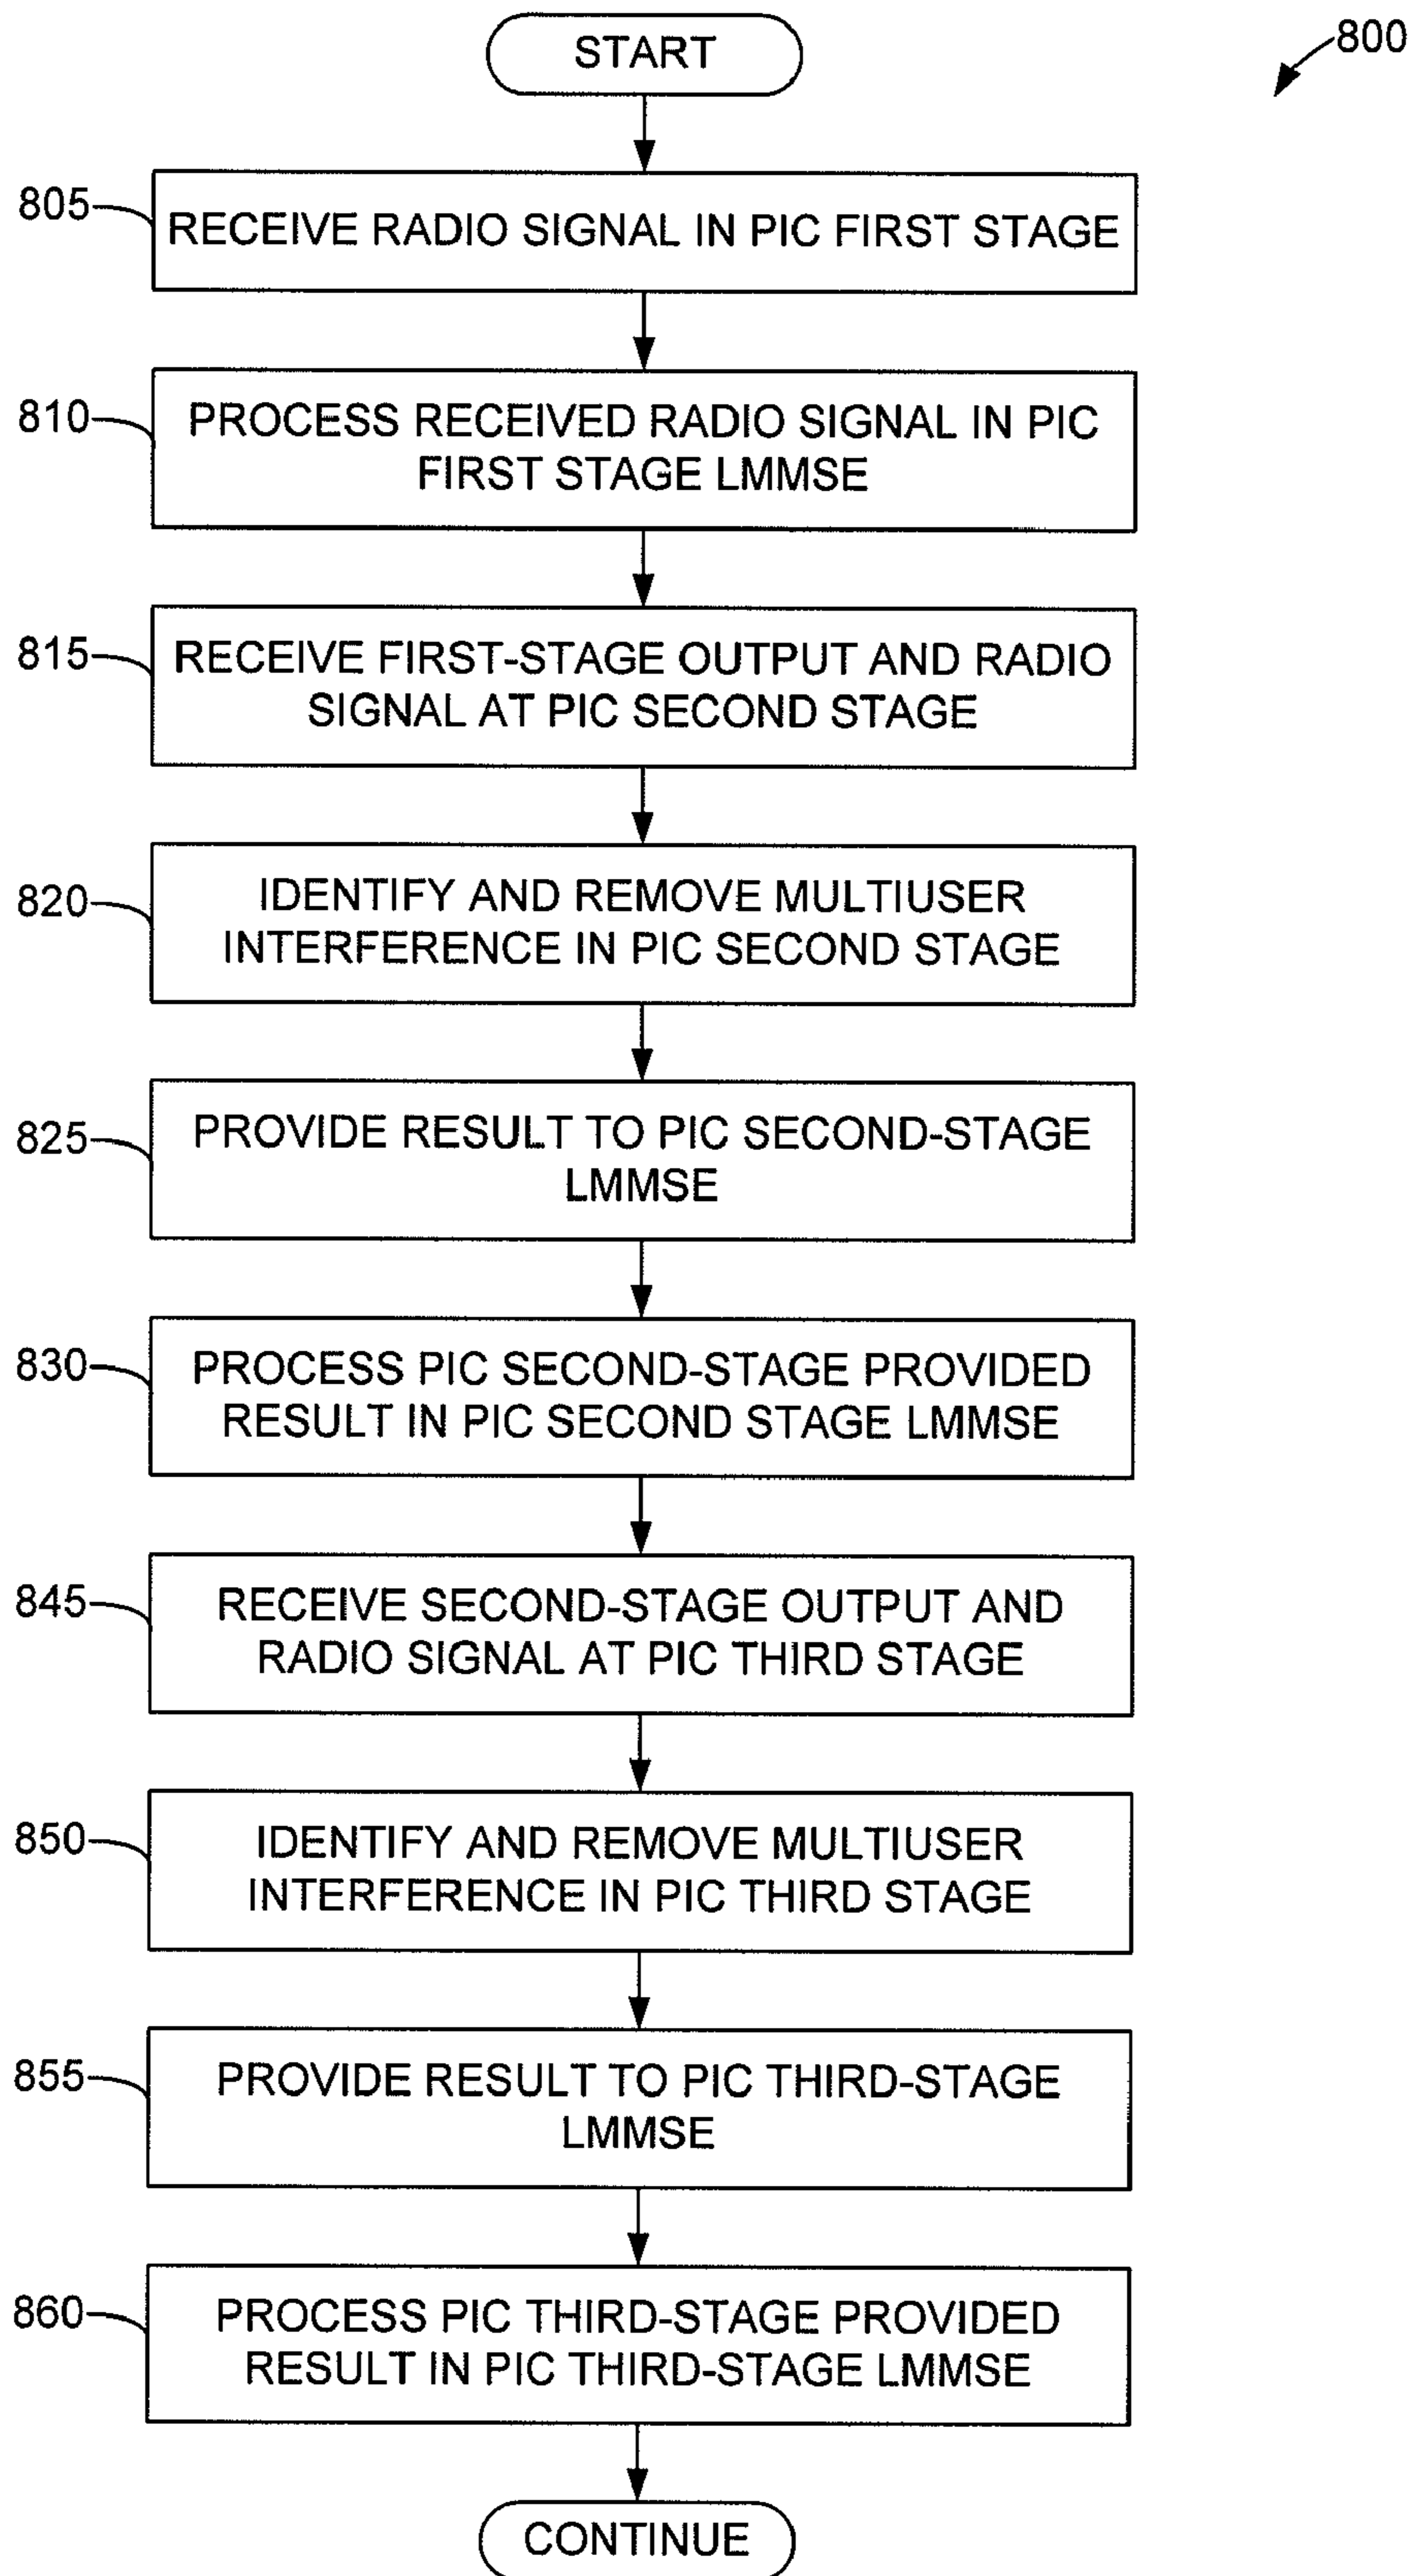 START
800
805
RECEIVE RADIO SIGNAL IN PIC FIRST STAGE
810
PROCESS RECEIVED RADIO SIGNAL IN PIC
FIRST STAGE LMMSE
815
RECEIVE FIRST-STAGE OUTPUT AND RADIO
SIGNAL AT PIC SECOND STAGE
820
IDENTIFY AND REMOVE MULTIUSER
INTERFERENCE IN PIC SECOND STAGE
825
PROVIDE RESULT TO PIC SECOND-STAGE
LMMSE
830
PROCESS PIC SECOND-STAGE PROVIDED
RESULT IN PIC SECOND STAGE LMMSE
845
RECEIVE SECOND-STAGE OUTPUT AND
RADIO SIGNAL AT PIC THIRD STAGE
850
IDENTIFY AND REMOVE MULTIUSER
INTERFERENCE IN PIC THIRD STAGE
855
PROVIDE RESULT TO PIC THIRD-STAGE
LMMSE
860
PROCESS PIC THIRD-STAGE PROVIDED
RESULT IN PIC THIRD-STAGE LMMSE
CONTINUE